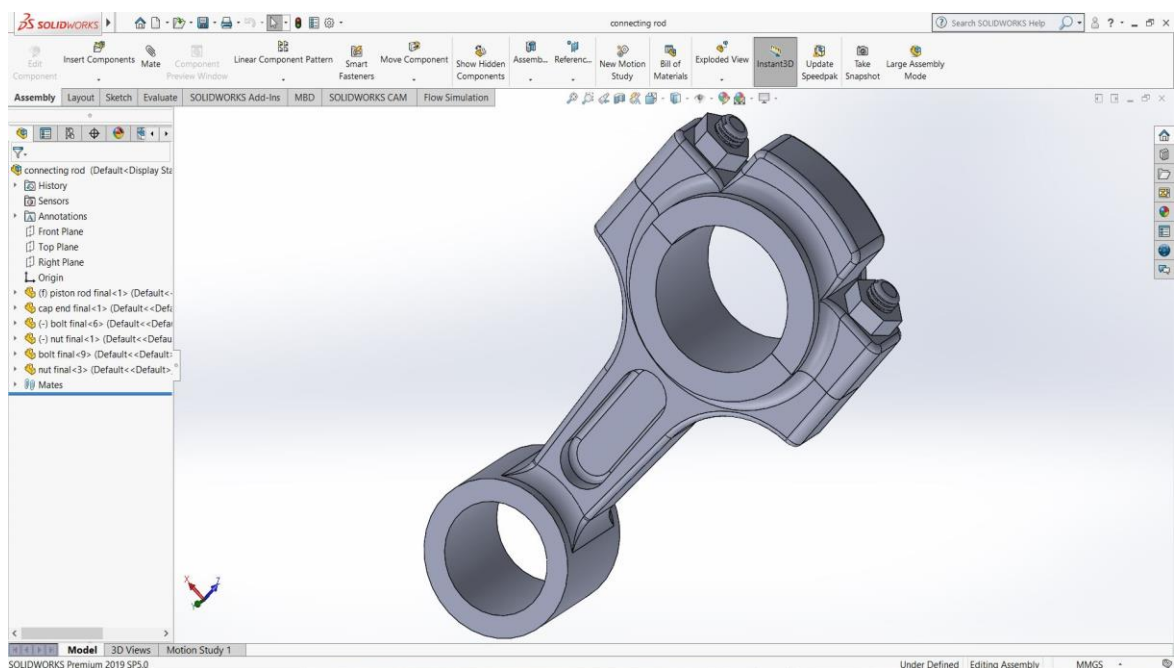 SOLIDWORKS
connecting rod
Search SOLIDWORKS Help
Edit Component
Insert Components
Mate
Component Preview Window
Linear Component Pattern
Smart Fasteners
Move Component
Show Hidden Components
Assemb...
Referenc...
New Motion Study
Bill of Materials
Exploded View
Instant3D
Update Speedpak
Take Snapshot
Large Assembly Mode
Assembly Layout Sketch Evaluate SOLIDWORKS Add-Ins MBD SOLIDWORKS CAM Flow Simulation
connecting rod (Default<Display Sta
History
Sensors
Annotations
Front Plane
Top Plane
Right Plane
Origin
(f) piston rod final<1> (Default<
cap end final<1> (Default<<Defa
(-) bolt final<6> (Default<<Defau
(-) nut final<1> (Default<<Defau
bolt final<9> (Default<<Default>
nut final<3> (Default<<Default>
Mates
X Z Y
Model 3D Views Motion Study 1
SOLIDWORKS Premium 2019 SP5.0
Under Defined Editing Assembly MMGS